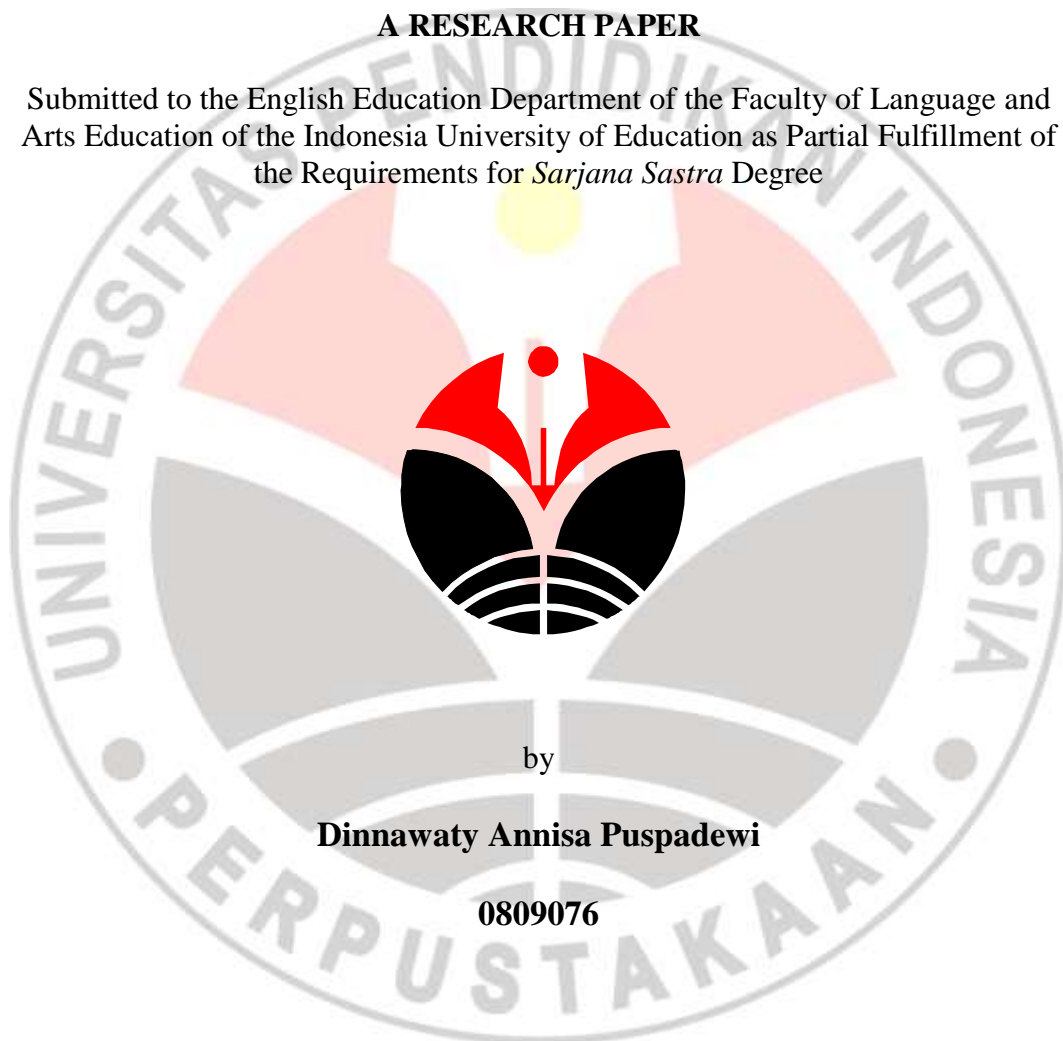 A RESEARCH PAPER
Submitted to the English Education Department of the Faculty of Language and
Arts Education of the Indonesia University of Education as Partial Fulfillment of
the Requirements for Sarjana Sastra Degree
UNIVERSITAS PENDIDIKAN INDONESIA
by
Dinnawaty Annisa Puspadewi
0809076
PERPUSTAKAAN